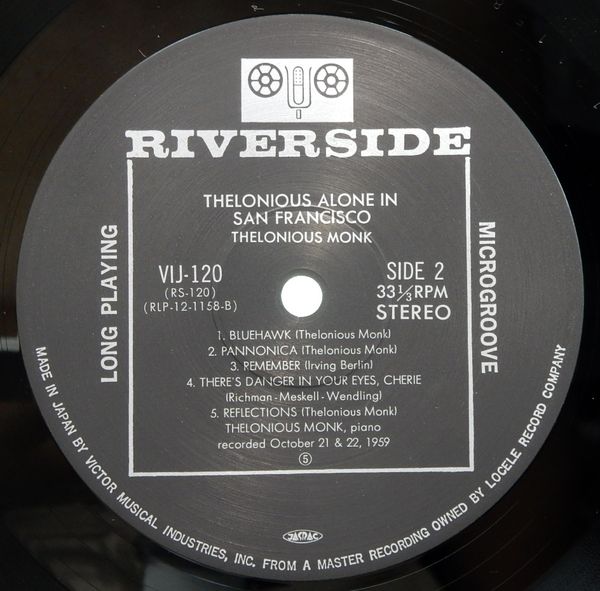 RIVERSIDE
THELONIOUS ALONE IN
SAN FRANCISCO
THELONIOUS MONK
LONG PLAYING
MICROGROOVE
VIJ-120
(RS-120)
(RLP-12-1158-B)
SIDE 2
33⅓RPM
STEREO
1. BLUEHAWK (Thelonious Monk)
2. PANNONICA (Thelonious Monk)
3. REMEMBER (Irving Berlin)
4. THERE'S DANGER IN YOUR EYES, CHERIE
(Richman-Meskell-Wendling)
5. REFLECTIONS (Thelonious Monk)
THELONIOUS MONK, piano
recorded October 21 & 22, 1959
⑤
JASRAC
MADE IN JAPAN BY VICTOR MUSICAL INDUSTRIES, INC. FROM A MASTER RECORDING OWNED BY LOCELE RECORD COMPANY